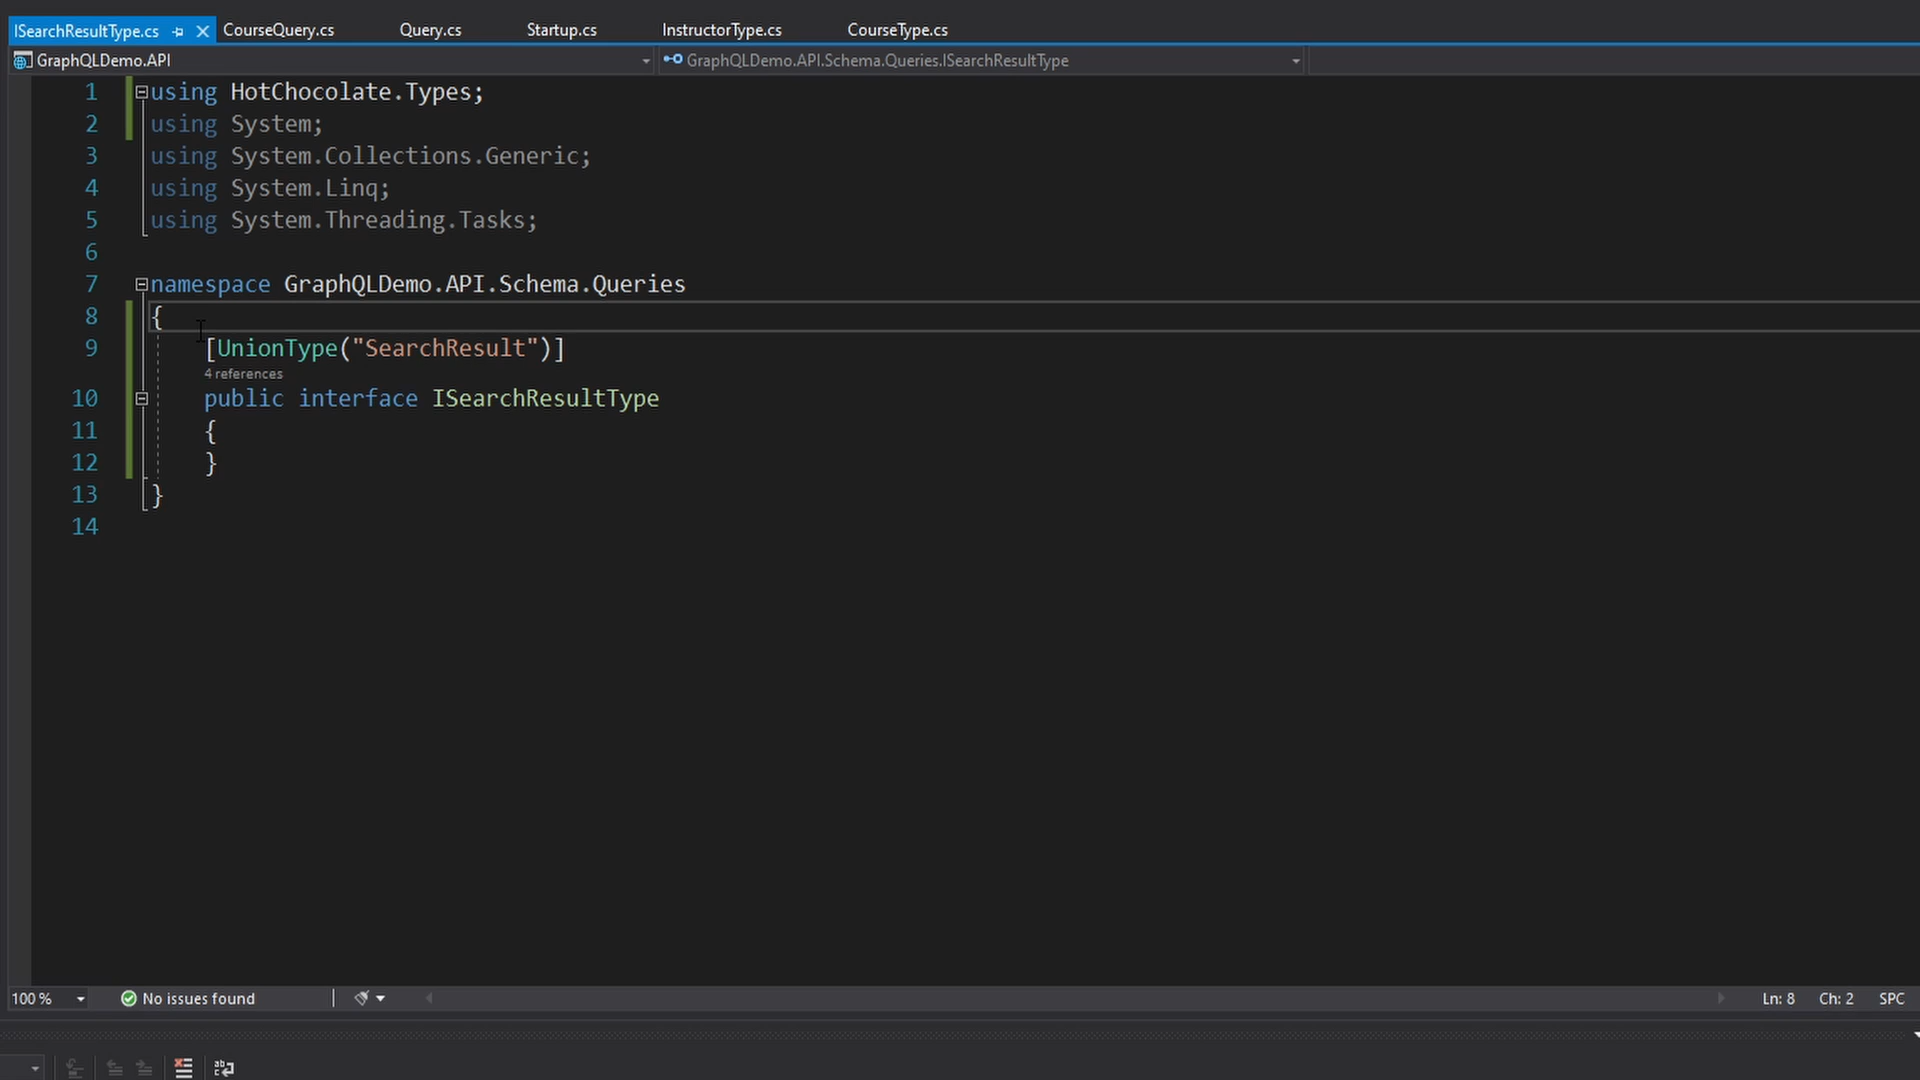 ISearchResultType.cs CourseQuery.cs Query.cs Startup.cs InstructorType.cs CourseType.cs
GraphQLDemo.API GraphQLDemo.API.Schema.Queries.ISearchResultType
1 using HotChocolate.Types;
2 using System;
3 using System.Collections.Generic;
4 using System.Linq;
5 using System.Threading.Tasks;
6
7 namespace GraphQLDemo.API.Schema.Queries
8 {
9 [UnionType("SearchResult")]
4 references
10 public interface ISearchResultType
11 {
12 }
13 }
14
100 % No issues found Ln: 8 Ch: 2 SPC